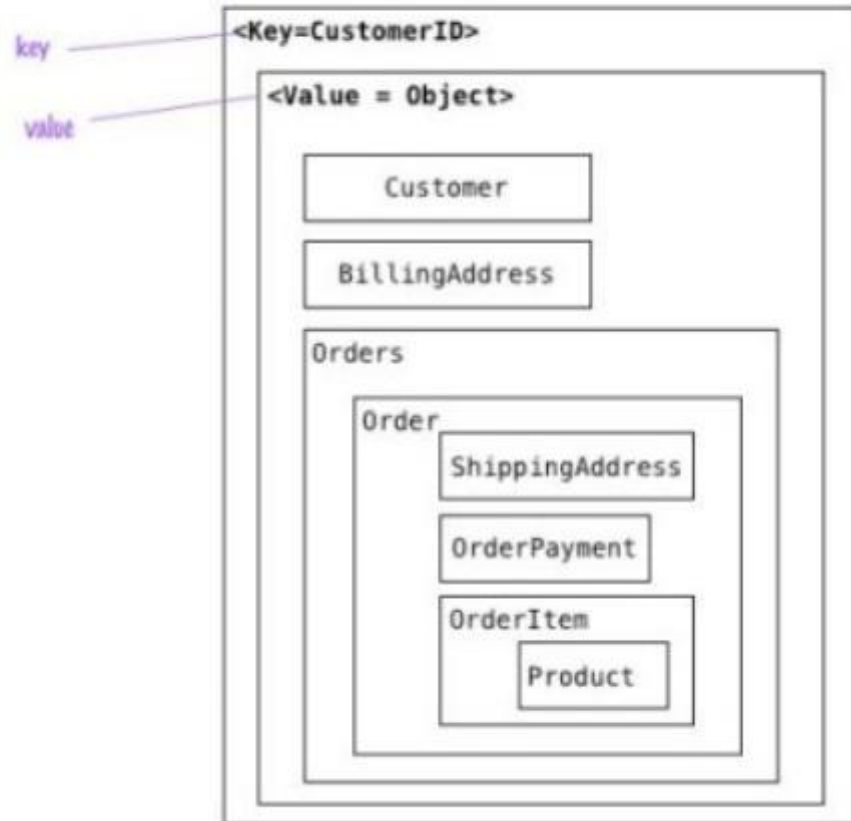 key
<Key=CustomerID>
value
<Value = Object>
Customer
BillingAddress
Orders
Order
ShippingAddress
OrderPayment
OrderItem
Product